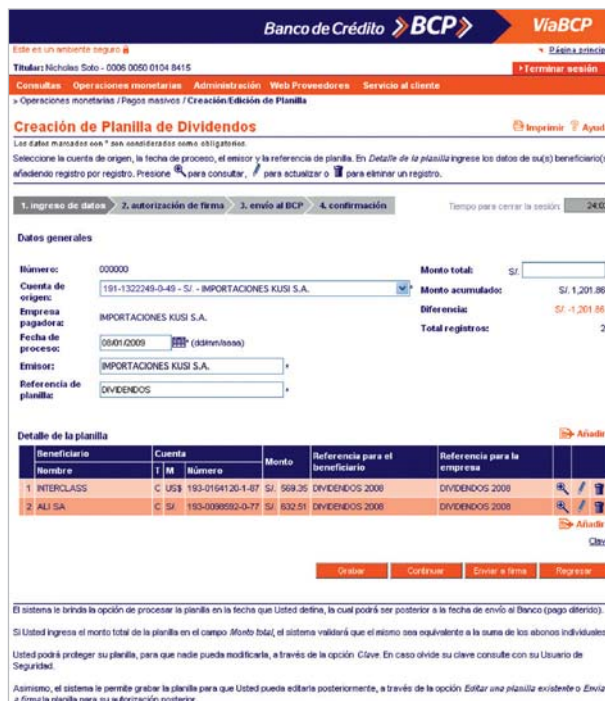 Banco de Crédito >BCP> VíaBCP
Este es un ambiente seguro
Página princip
Titular: Nicholas Soto - 0006 0050 0104 8415
Terminar sesión
Consultas Operaciones monetarias Administración Web Proveedores Servicio al cliente
» Operaciones monetarias / Pagos masivos / Creación/Edición de Planilla
Creación de Planilla de Dividendos
Imprimir ? Ayud
Los datos marcados con * son considerados como obligatorios.
Seleccione la cuenta de origen, la fecha de proceso, el emisor y la referencia de planilla. En Detalle de la planilla ingrese los datos de su(s) beneficiario(
añadiendo registro por registro. Presione para consultar, para actualizar o para eliminar un registro.
1. ingreso de datos 2. autorización de firma 3. envío al BCP 4. confirmación
Tiempo para cerrar la sesión: 24:0
Datos generales
Número: 000000
Monto total: S/.
Cuenta de origen: 191-1322249-0-49 - S/. - IMPORTACIONES KUSI S.A. *
Monto acumulado: S/. 1,201.86
Empresa pagadora: IMPORTACIONES KUSI S.A.
Diferencia: S/. -1,201.86
Total registros: 2
Fecha de proceso: 08/01/2009 * (dd/mm/aaaa)
Emisor: IMPORTACIONES KUSI S.A. *
Referencia de planilla: DIVIDENDOS *
Detalle de la planilla
Añadir
Beneficiario Cuenta Monto Referencia para el beneficiario Referencia para la empresa
Nombre T M Número
1 INTERCLASS C US$ 193-0164120-1-87 S/. 569.35 DIVIDENDOS 2008 DIVIDENDOS 2008
2 ALI SA C S/. 193-0098592-0-77 S/. 632.51 DIVIDENDOS 2008 DIVIDENDOS 2008
Añadir
Clave
Grabar Continuar Enviar a firma Regresar
El sistema le brinda la opción de procesar la planilla en la fecha que Usted defina, la cual podrá ser posterior a la fecha de envío al Banco (pago diferido).
Si Usted ingresa el monto total de la planilla en el campo Monto total, el sistema validará que el mismo sea equivalente a la suma de los abonos individuales
Usted podrá proteger su planilla, para que nadie pueda modificarla, a través de la opción Clave. En caso olvide su clave consulte con su Usuario de
Seguridad.
Asimismo, el sistema le permite grabar la planilla para que Usted pueda editarla posteriormente, a través de la opción Editar una planilla existente o Envia
a firma la planilla para su autorización posterior.